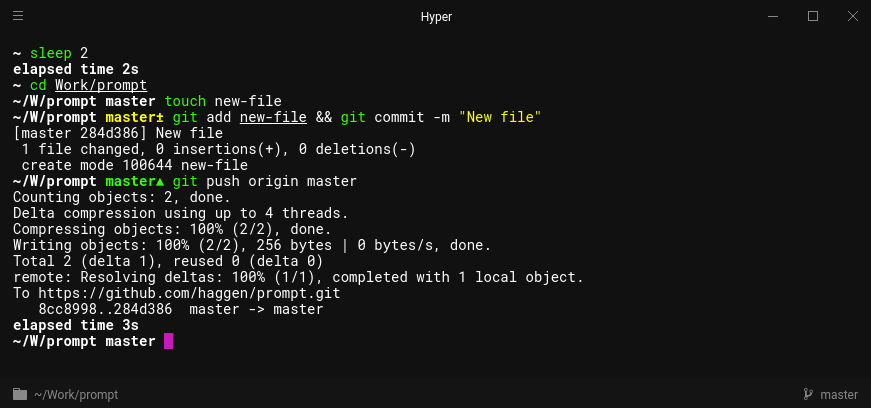 Hyper
~ sleep 2
elapsed time 2s
~ cd Work/prompt
~/W/prompt master touch new-file
~/W/prompt master± git add new-file && git commit -m "New file"
[master 284d386] New file
 1 file changed, 0 insertions(+), 0 deletions(-)
 create mode 100644 new-file
~/W/prompt master▲ git push origin master
Counting objects: 2, done.
Delta compression using up to 4 threads.
Compressing objects: 100% (2/2), done.
Writing objects: 100% (2/2), 256 bytes | 0 bytes/s, done.
Total 2 (delta 1), reused 0 (delta 0)
remote: Resolving deltas: 100% (1/1), completed with 1 local object.
To https://github.com/haggen/prompt.git
   8cc8998..284d386  master -> master
elapsed time 3s
~/W/prompt master
~/Work/prompt
master